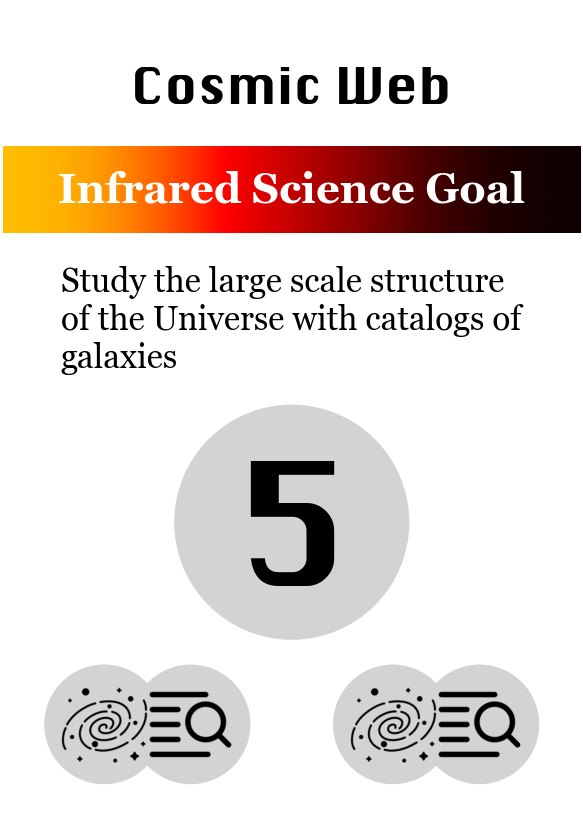 Cosmic Web
Infrared Science Goal
Study the large scale structure
of the Universe with catalogs of
galaxies
5